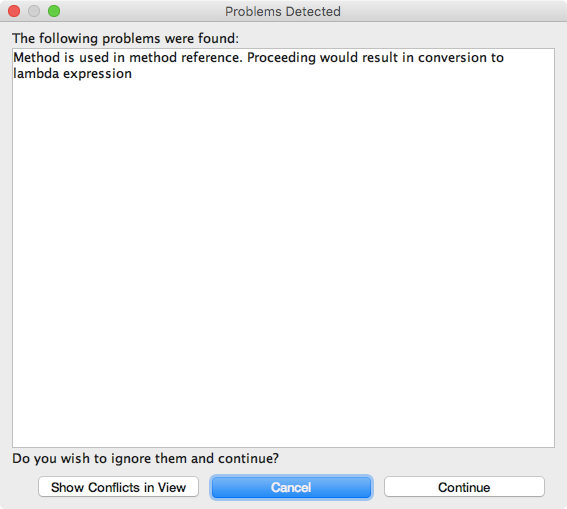 Problems Detected
The following problems were found:
Method is used in method reference. Proceeding would result in conversion to
lambda expression
Do you wish to ignore them and continue?
Show Conflicts in View
Cancel
Continue